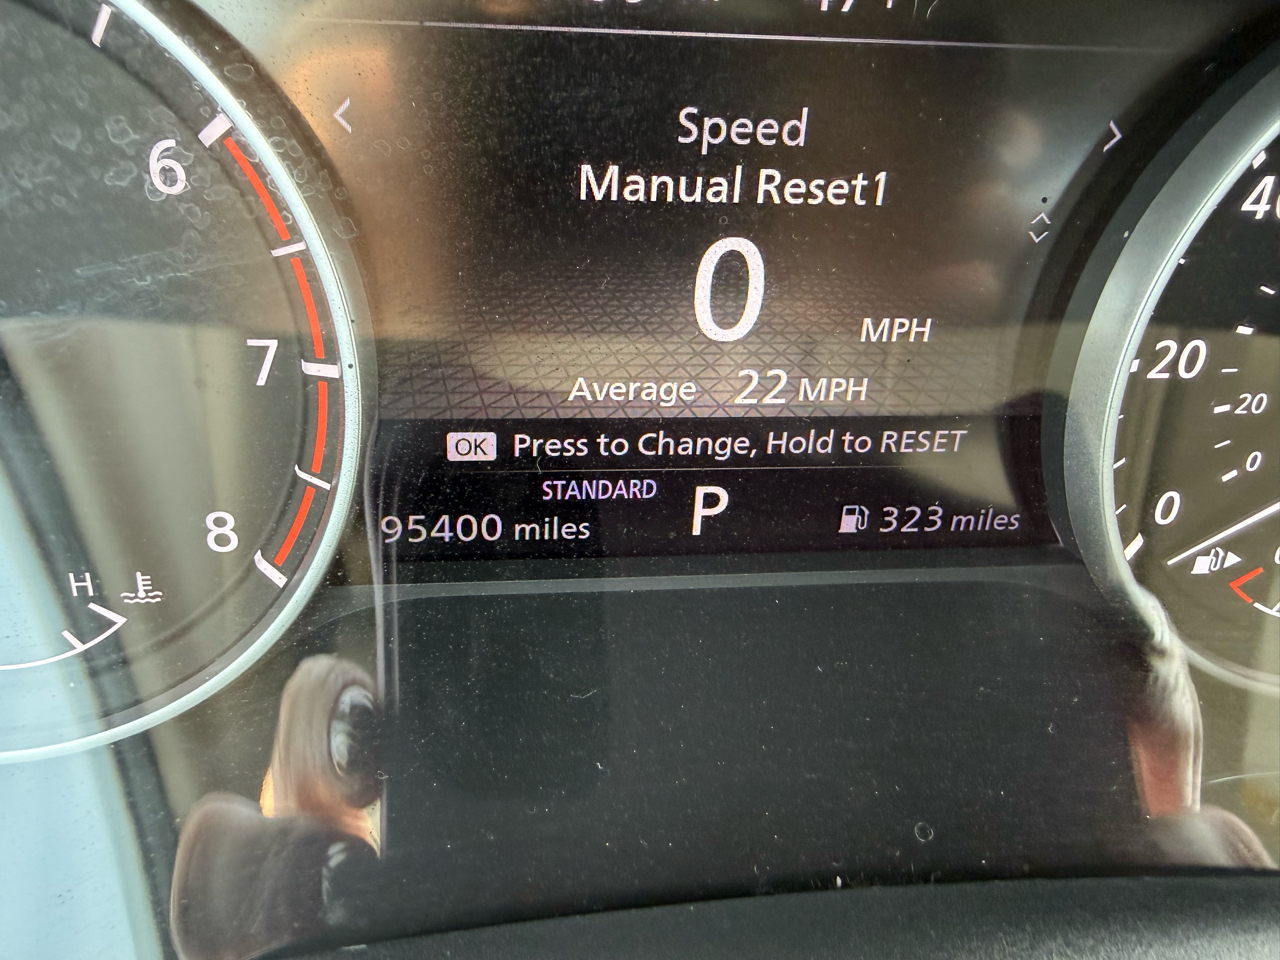 Speed
Manual Reset1
0
MPH
Average 22 MPH
OK Press to Change, Hold to RESET
STANDARD
95400 miles P 323 miles
6
7
8
H
20
20
0
0